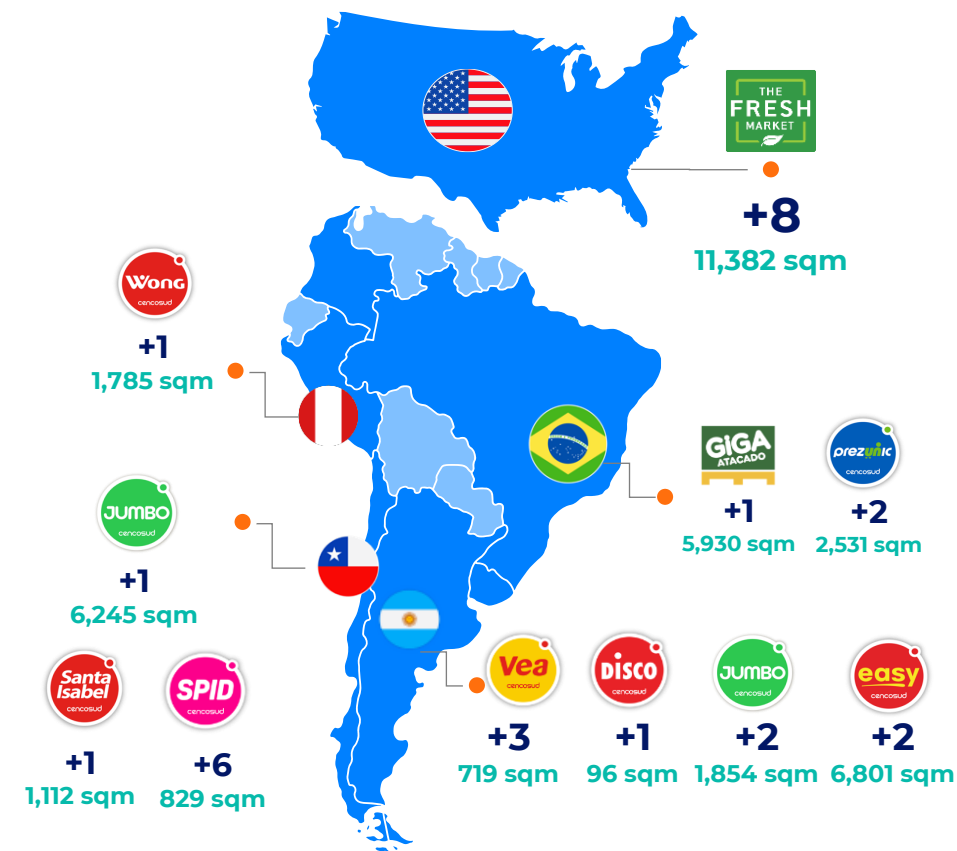 THE
FRESH
MARKET
+8
11,382 sqm
Wong
cencosud
+1
1,785 sqm
GIGA
ATACADO
+1
5,930 sqm
prezunic
cencosud
+2
2,531 sqm
JUMBO
cencosud
+1
6,245 sqm
Santa
Isabel
cencosud
+1
1,112 sqm
SPID
cencosud
+6
829 sqm
Vea
cencosud
+3
719 sqm
DISCO
cencosud
+1
96 sqm
JUMBO
cencosud
+2
1,854 sqm
easy
cencosud
+2
6,801 sqm